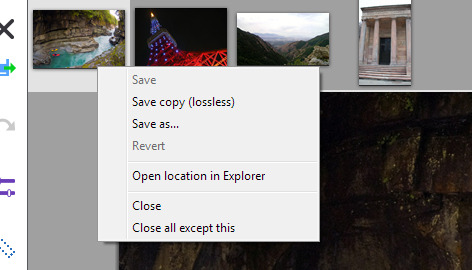 Save
Save copy (lossless)
Save as...
Revert
Open location in Explorer
Close
Close all except this